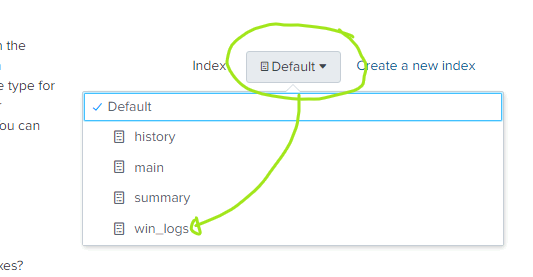 n the
e type for
ou can
xes?
Index Default Create a new index
Default
history
main
summary
win_logs